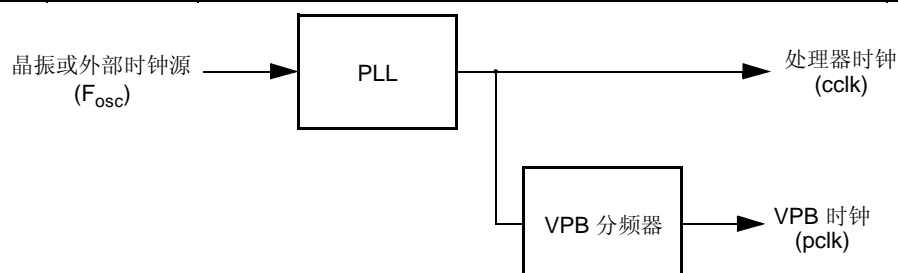 晶振或外部时钟源
(Fosc)
PLL
处理器时钟
(cclk)
VPB 分频器
VPB 时钟
(pclk)